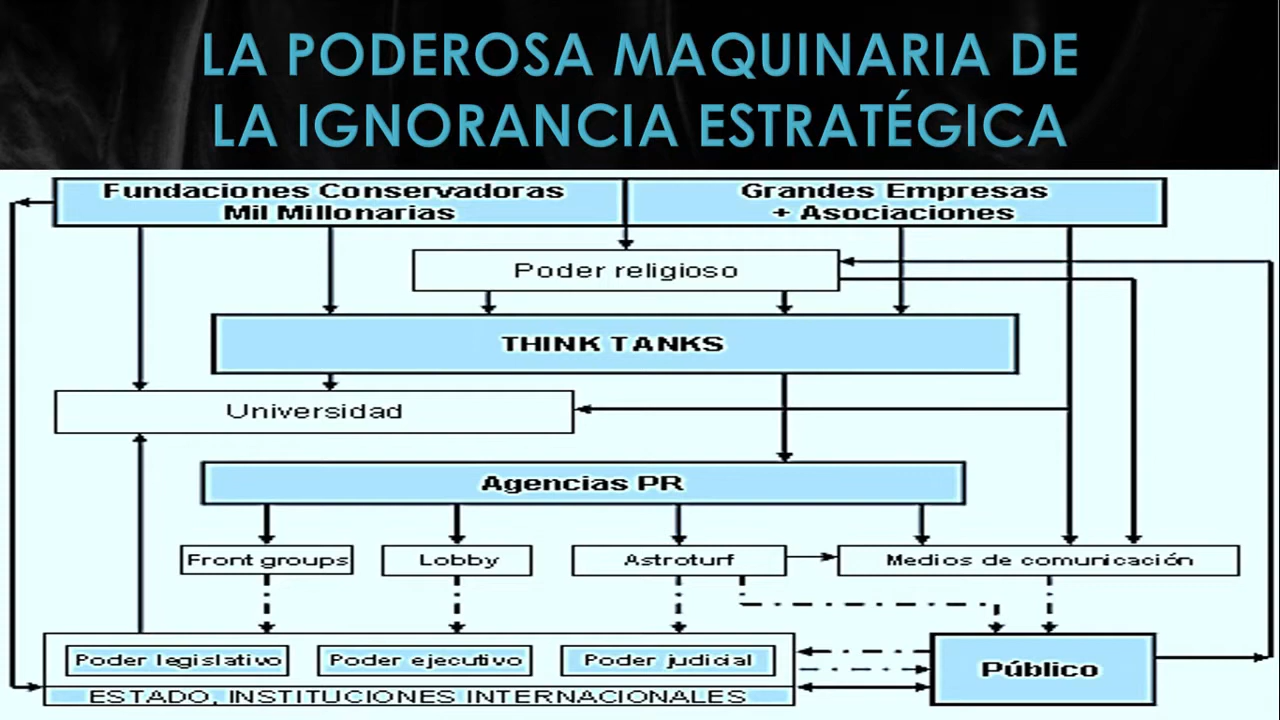 LA PODEROSA MAQUINARIA DE
LA IGNORANCIA ESTRATÉGICA
Fundaciones Conservadoras
Mil Millonarias
Grandes Empresas
+ Asociaciones
Poder religioso
THINK TANKS
Universidad
Agencias PR
Front groups
Lobby
Astroturf
Medios de comunicación
Poder legislativo
Poder ejecutivo
Poder judicial
Público
ESTADO, INSTITUCIONES INTERNACIONALES